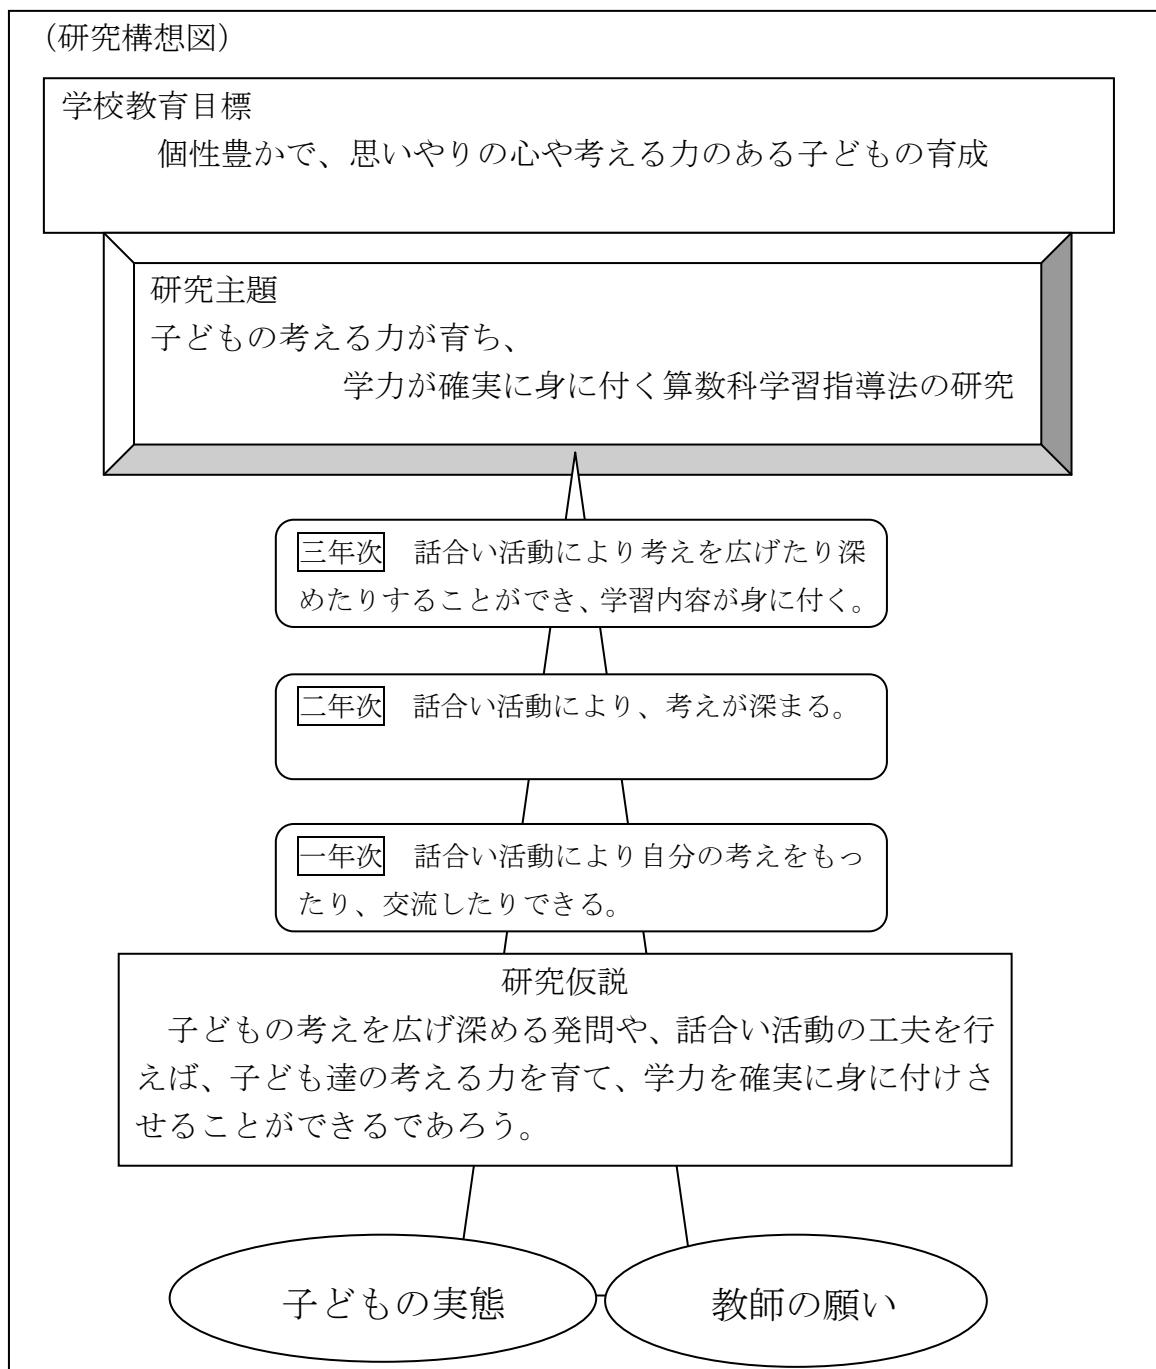 (研究構想図)
学校教育目標
個性豊かで、思いやりの心や考える力のある子どもの育成
研究主題
子どもの考える力が育ち、
学力が確実に身に付く算数科学習指導法の研究
三年次 話合い活動により考えを広げたり深
めたりすることができ、学習内容が身に付く。
二年次 話合い活動により、考えが深まる。
一年次 話合い活動により自分の考えをもっ
たり、交流したりできる。
研究仮説
子どもの考えを広げ深める発問や、話合い活動の工夫を行
えば、子ども達の考える力を育て、学力を確実に身に付けさ
せることができるであろう。
子どもの実態
教師の願い